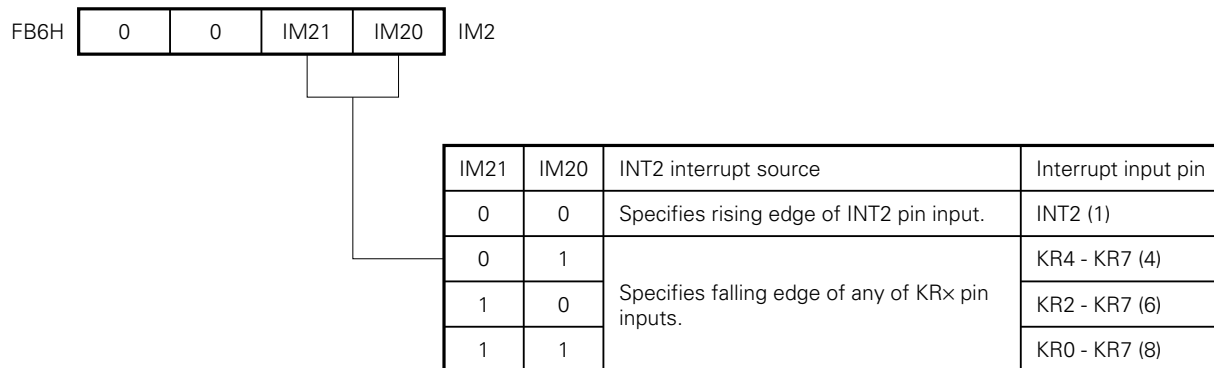 FB6H 0 0 IM21 IM20 IM2
IM21 IM20 INT2 interrupt source Interrupt input pin
0 0 Specifies rising edge of INT2 pin input. INT2 (1)
0 1 Specifies falling edge of any of KR× pin inputs. KR4 - KR7 (4)
1 0 KR2 - KR7 (6)
1 1 KR0 - KR7 (8)